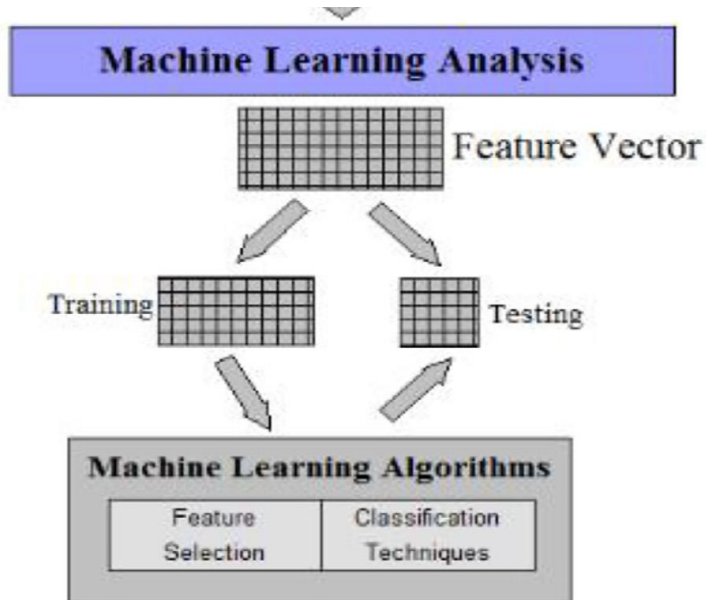 Machine Learning Analysis
Feature Vector
Training
Testing
Machine Learning Algorithms
Feature
Selection
Classification
Techniques